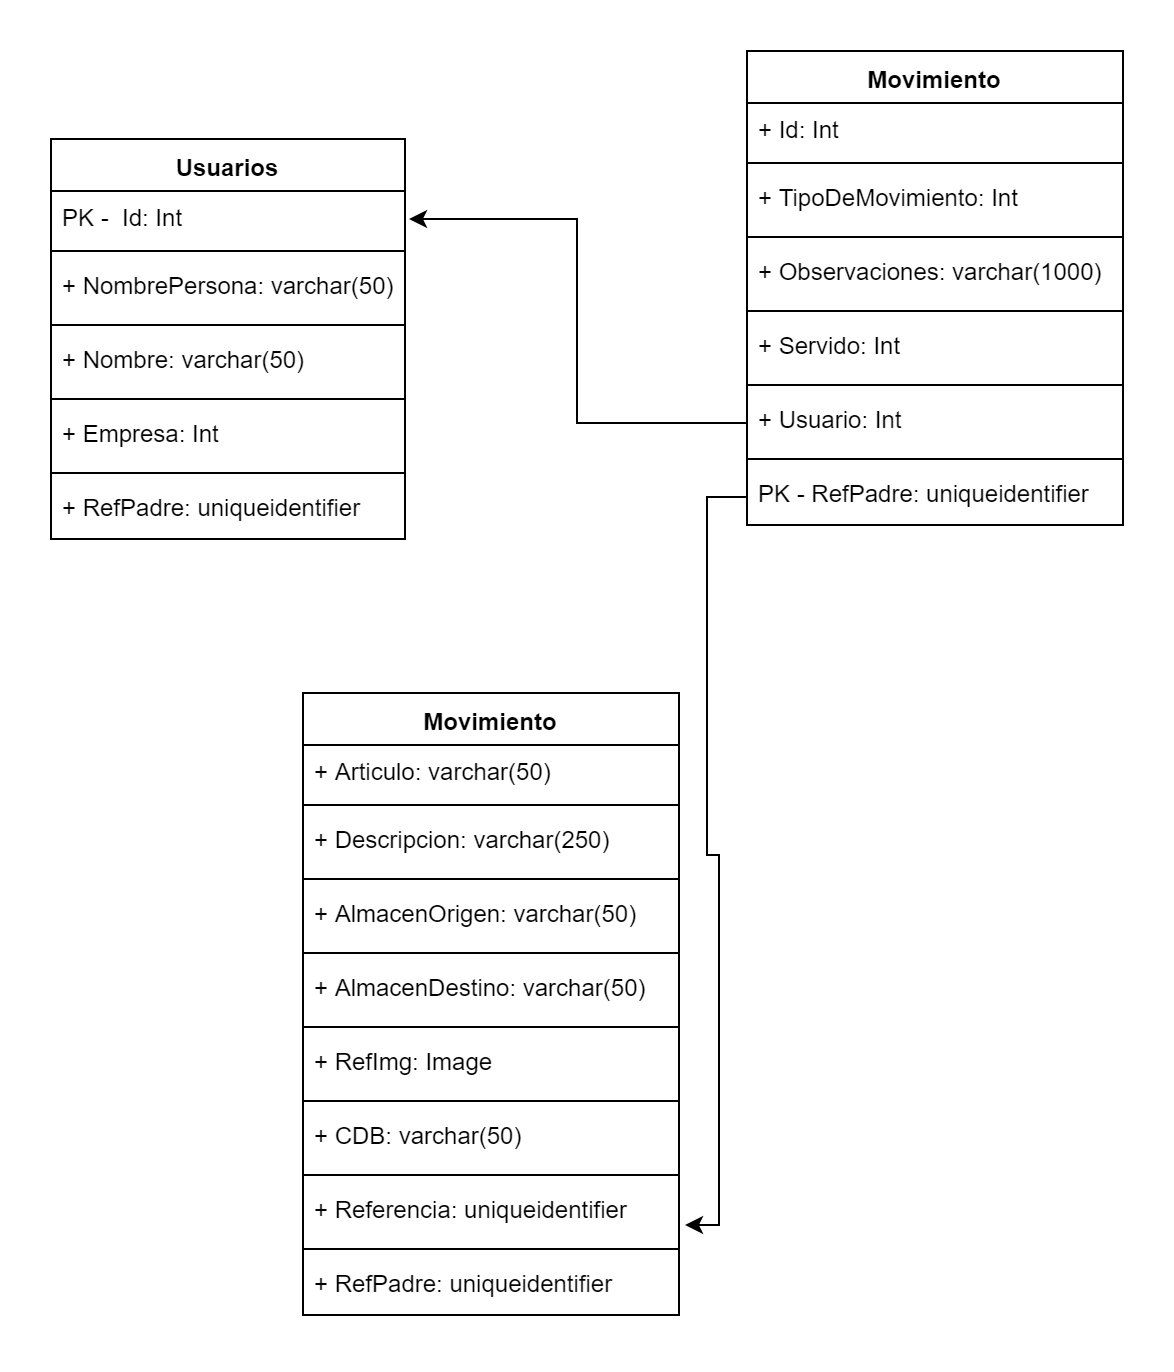 Usuarios
PK -  Id: Int
+ NombrePersona: varchar(50)
+ Nombre: varchar(50)
+ Empresa: Int
+ RefPadre: uniqueidentifier
Movimiento
+ Id: Int
+ TipoDeMovimiento: Int
+ Observaciones: varchar(1000)
+ Servido: Int
+ Usuario: Int
PK - RefPadre: uniqueidentifier
Movimiento
+ Articulo: varchar(50)
+ Descripcion: varchar(250)
+ AlmacenOrigen: varchar(50)
+ AlmacenDestino: varchar(50)
+ RefImg: Image
+ CDB: varchar(50)
+ Referencia: uniqueidentifier
+ RefPadre: uniqueidentifier